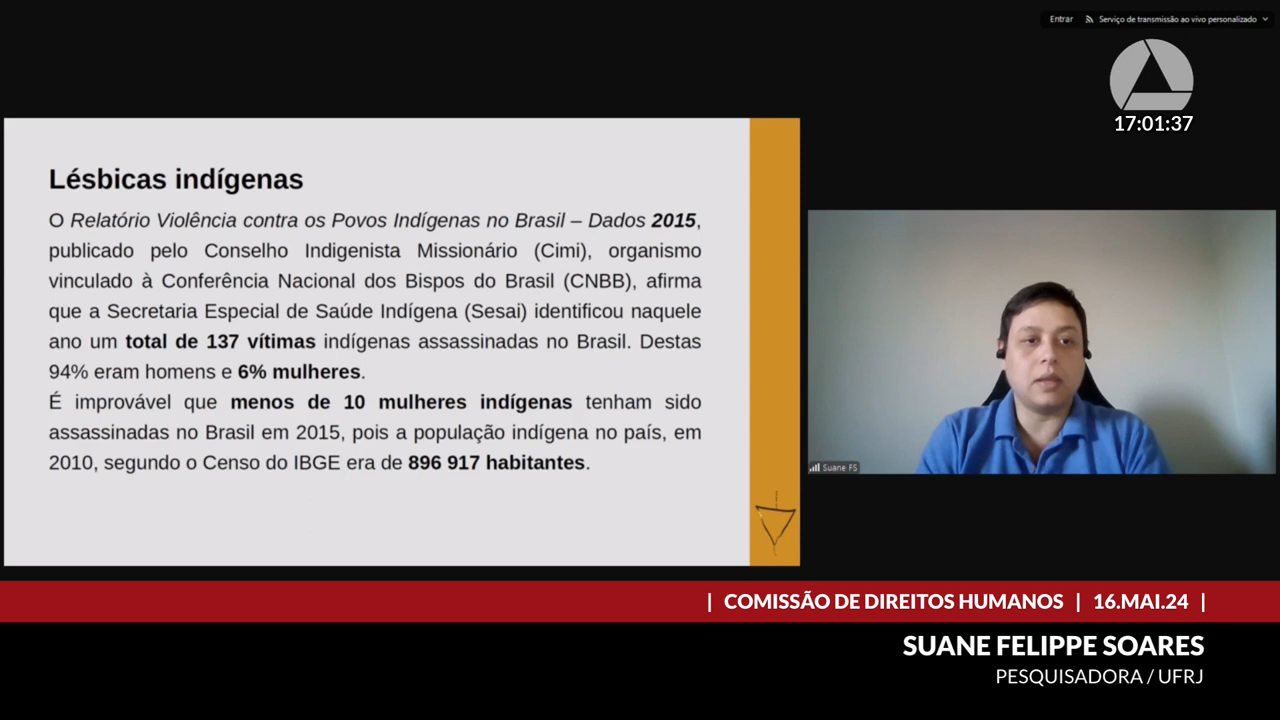 Entrar Serviço de transmissão ao vivo personalizado
17:01:37
Lésbicas indígenas
O Relatório Violência contra os Povos Indígenas no Brasil – Dados 2015,
publicado pelo Conselho Indigenista Missionário (Cimi), organismo
vinculado à Conferência Nacional dos Bispos do Brasil (CNBB), afirma
que a Secretaria Especial de Saúde Indígena (Sesai) identificou naquele
ano um total de 137 vítimas indígenas assassinadas no Brasil. Destas
94% eram homens e 6% mulheres.
É improvável que menos de 10 mulheres indígenas tenham sido
assassinadas no Brasil em 2015, pois a população indígena no país, em
2010, segundo o Censo do IBGE era de 896 917 habitantes.
Suane FS
| COMISSÃO DE DIREITOS HUMANOS | 16.MAI.24 |
SUANE FELIPPE SOARES
PESQUISADORA / UFRJ